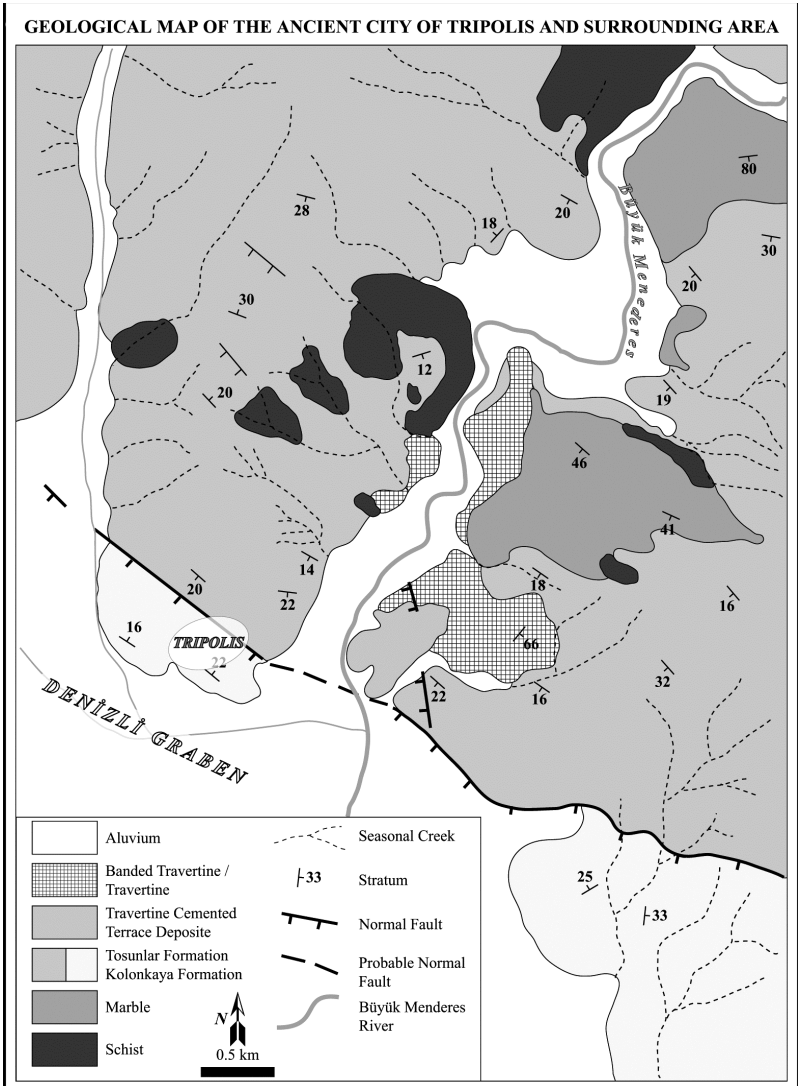 GEOLOGICAL MAP OF THE ANCIENT CITY OF TRIPOLIS AND SURROUNDING AREA
80
28
20
18
30
Büyük Menederes
20
30
12
20
19
46
41
14
20
18
22
16
16
TRIPOLIS
66
22
32
22
16
DENİZLİ GRABEN
25
33
Aluvium
Banded Travertine /
Travertine
Travertine Cemented
Terrace Deposite
Tosunlar Formation
Kolonkaya Formation
Marble
Schist
N
0.5 km
Seasonal Creek
33
Stratum
Normal Fault
Probable Normal
Fault
Büyük Menderes
River